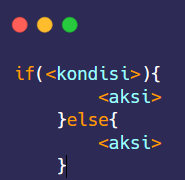 if(<kondisi>){
<aksi>
}else{
<aksi>
}